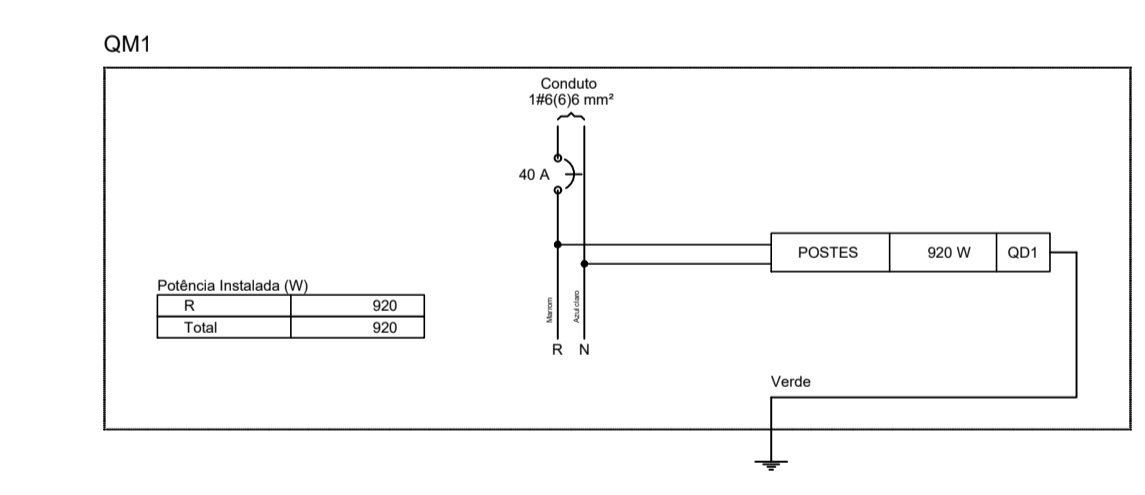 QM1
Conduto
1#6(6)6 mm²
40 A
POSTES 920 W QD1
Potência Instalada (W)
R 920
Total 920
Marrom
Azul claro
R N
Verde